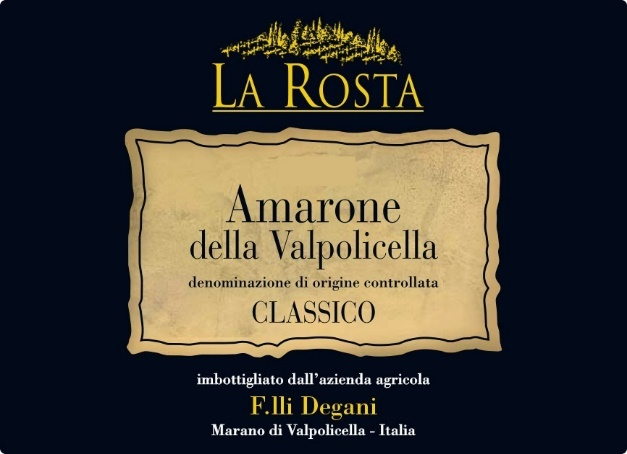 LA ROSTA
Amarone
della Valpolicella
denominazione di origine controllata
CLASSICO
imbottigliato dall'azienda agricola
F.lli Degani
Marano di Valpolicella - Italia